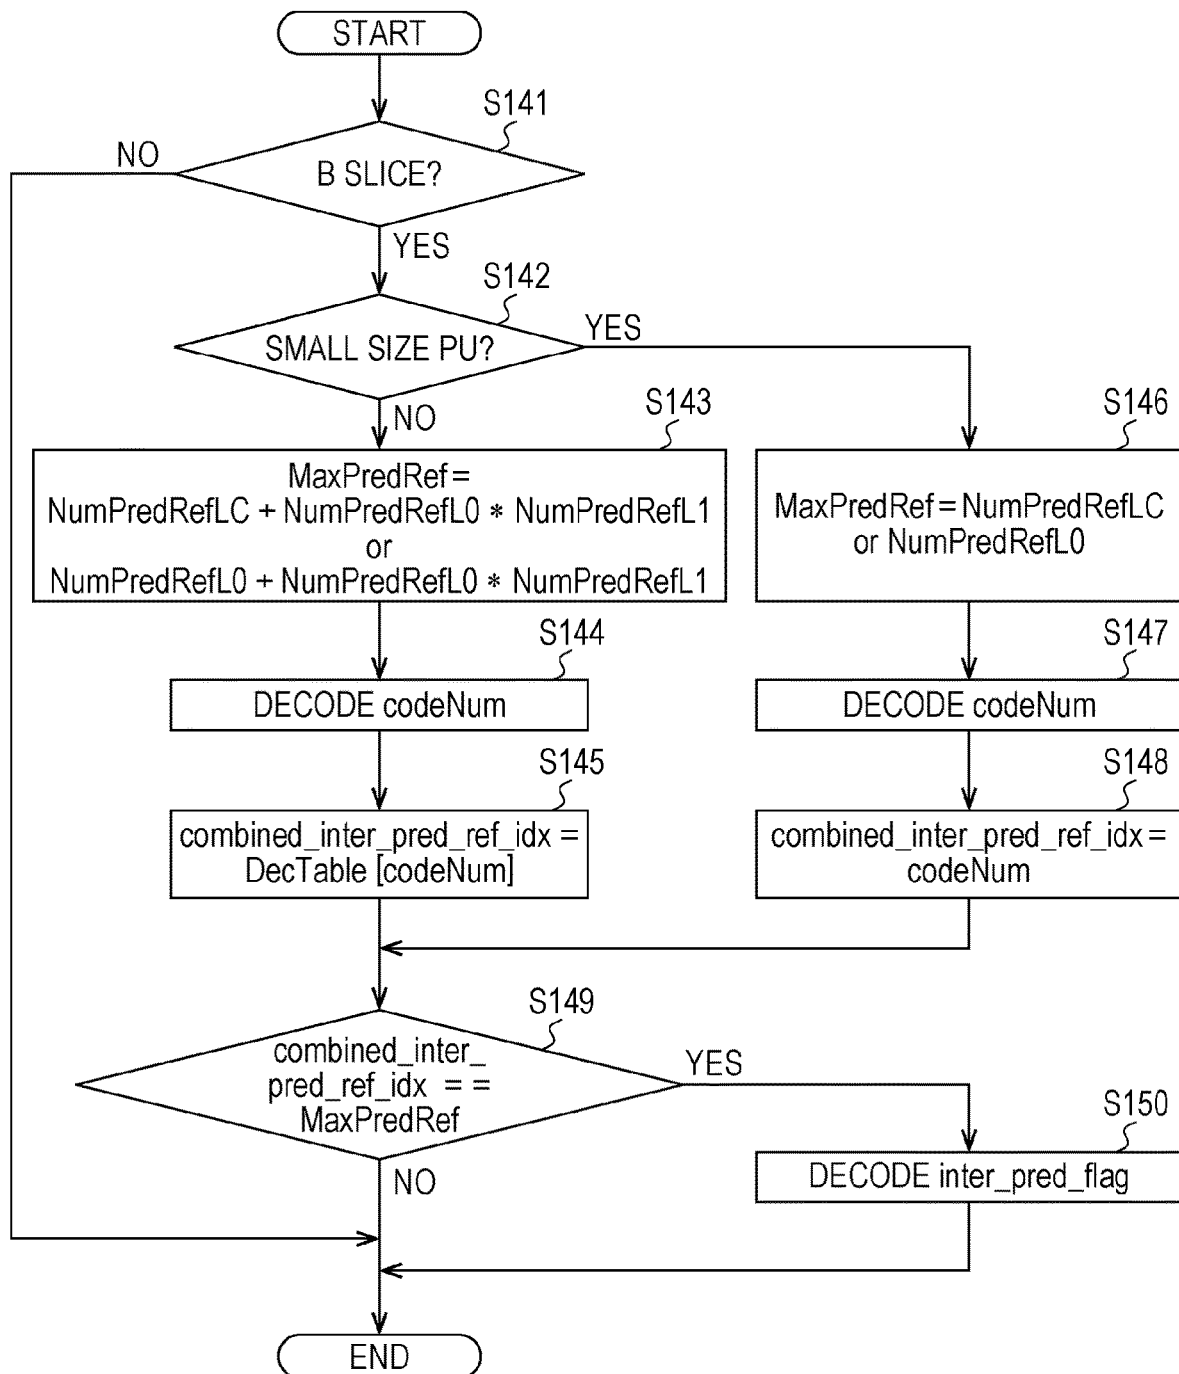 START
S141
NO
B SLICE?
YES
S142
SMALL SIZE PU?
YES
NO
S143
MaxPredRef =
NumPredRefLC + NumPredRefL0 * NumPredRefL1
or
NumPredRefL0 + NumPredRefL0 * NumPredRefL1
S146
MaxPredRef = NumPredRefLC
or NumPredRefL0
S144
DECODE codeNum
S147
DECODE codeNum
S145
combined_inter_pred_ref_idx =
DecTable [codeNum]
S148
combined_inter_pred_ref_idx =
codeNum
S149
combined_inter_
pred_ref_idx = =
MaxPredRef
YES
NO
S150
DECODE inter_pred_flag
END